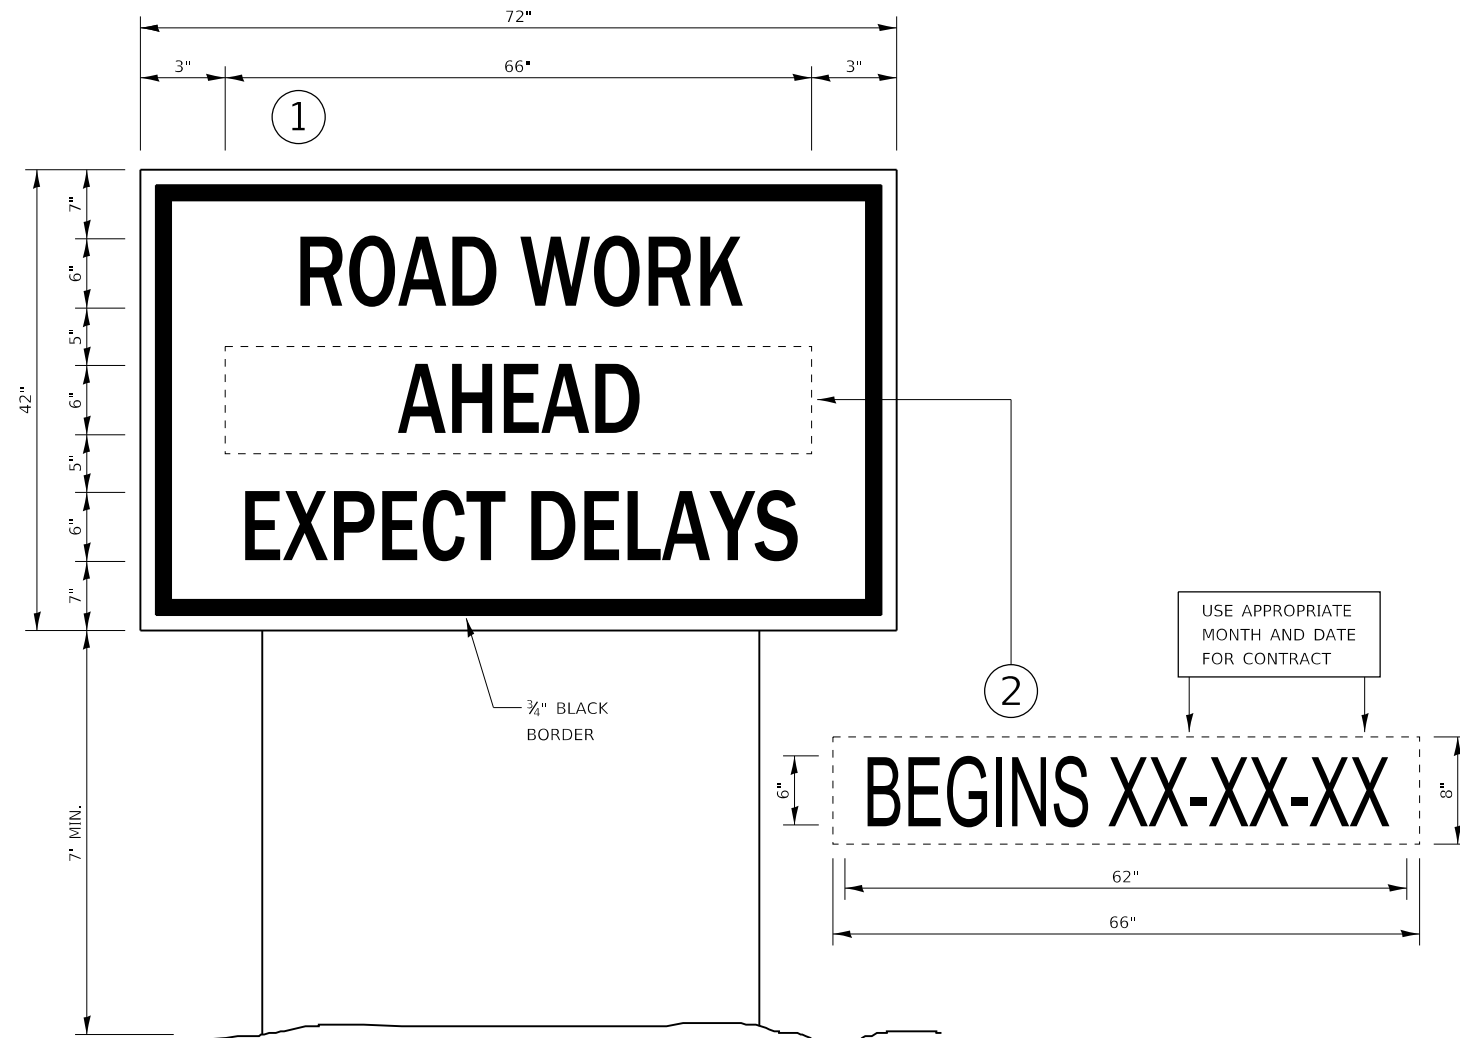 72"
3" 66" 3"
1
7"
6"
5"
6"
5"
6"
7"
42"
ROAD WORK
AHEAD
EXPECT DELAYS
¾" BLACK
BORDER
7' MIN.
2
USE APPROPRIATE
MONTH AND DATE
FOR CONTRACT
6"
BEGINS XX-XX-XX
8"
62"
66"